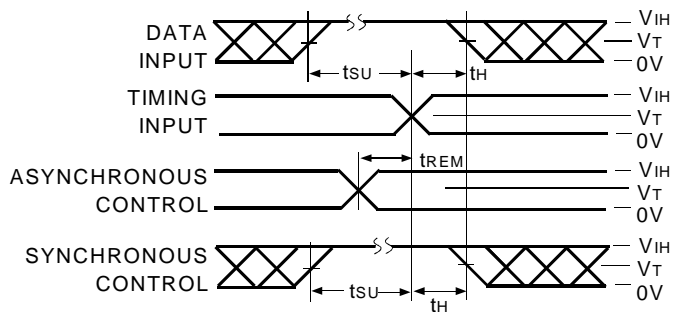 DATA
INPUT
VIH
VT
0V
tSU
tH
TIMING
INPUT
VIH
VT
0V
tREM
ASYNCHRONOUS
CONTROL
VIH
VT
0V
SYNCHRONOUS
CONTROL
VIH
VT
0V
tSU
tH